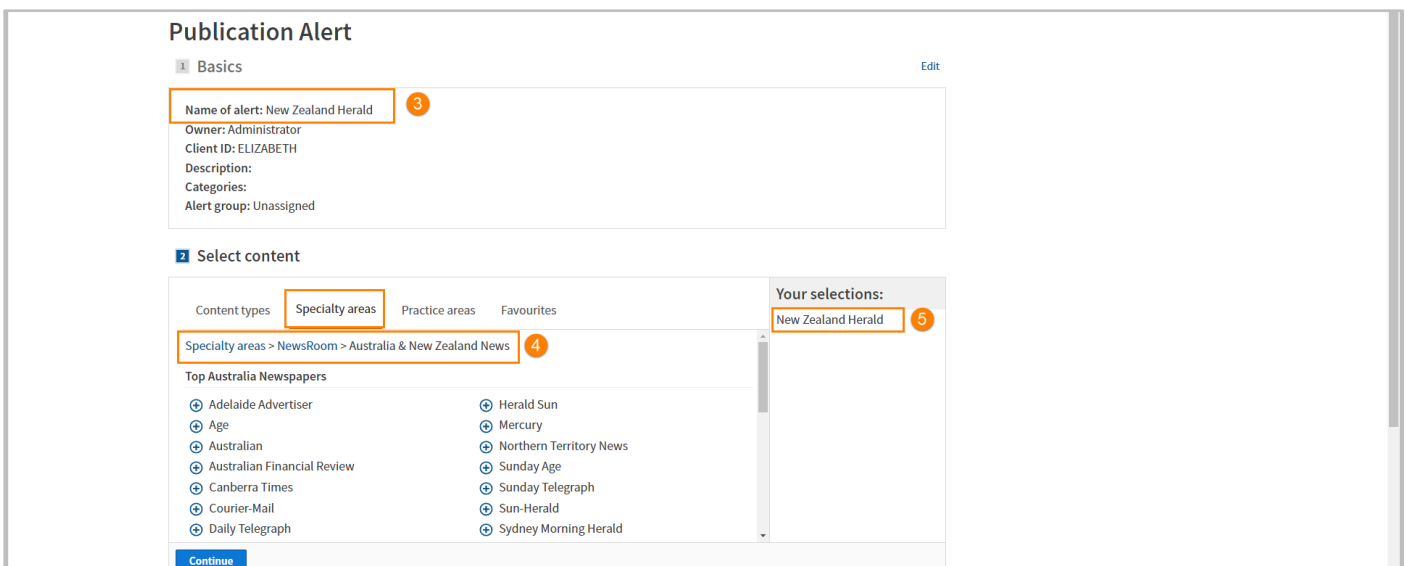 Publication Alert
1 Basics
Edit
Name of alert: New Zealand Herald
3
Owner: Administrator
Client ID: ELIZABETH
Description:
Categories:
Alert group: Unassigned
2 Select content
Content types Specialty areas Practice areas Favourites
Your selections:
New Zealand Herald
5
Specialty areas > NewsRoom > Australia & New Zealand News
4
Top Australia Newspapers
Adelaide Advertiser
Herald Sun
Age
Mercury
Australian
Northern Territory News
Australian Financial Review
Sunday Age
Canberra Times
Sunday Telegraph
Courier-Mail
Sun-Herald
Daily Telegraph
Sydney Morning Herald
Continue